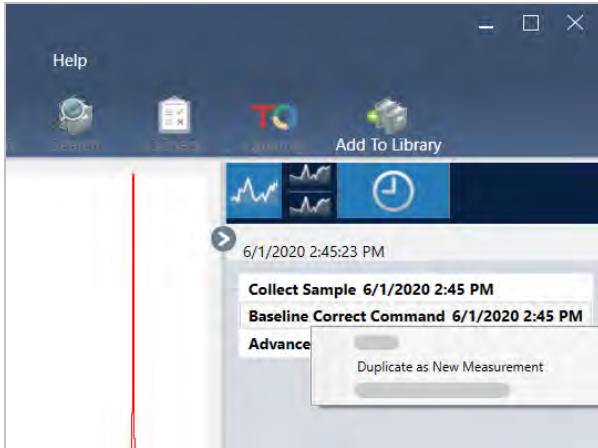 Help
Add To Library
6/1/2020 2:45:23 PM
Collect Sample 6/1/2020 2:45 PM
Baseline Correct Command 6/1/2020 2:45 PM
Advance
Duplicate as New Measurement